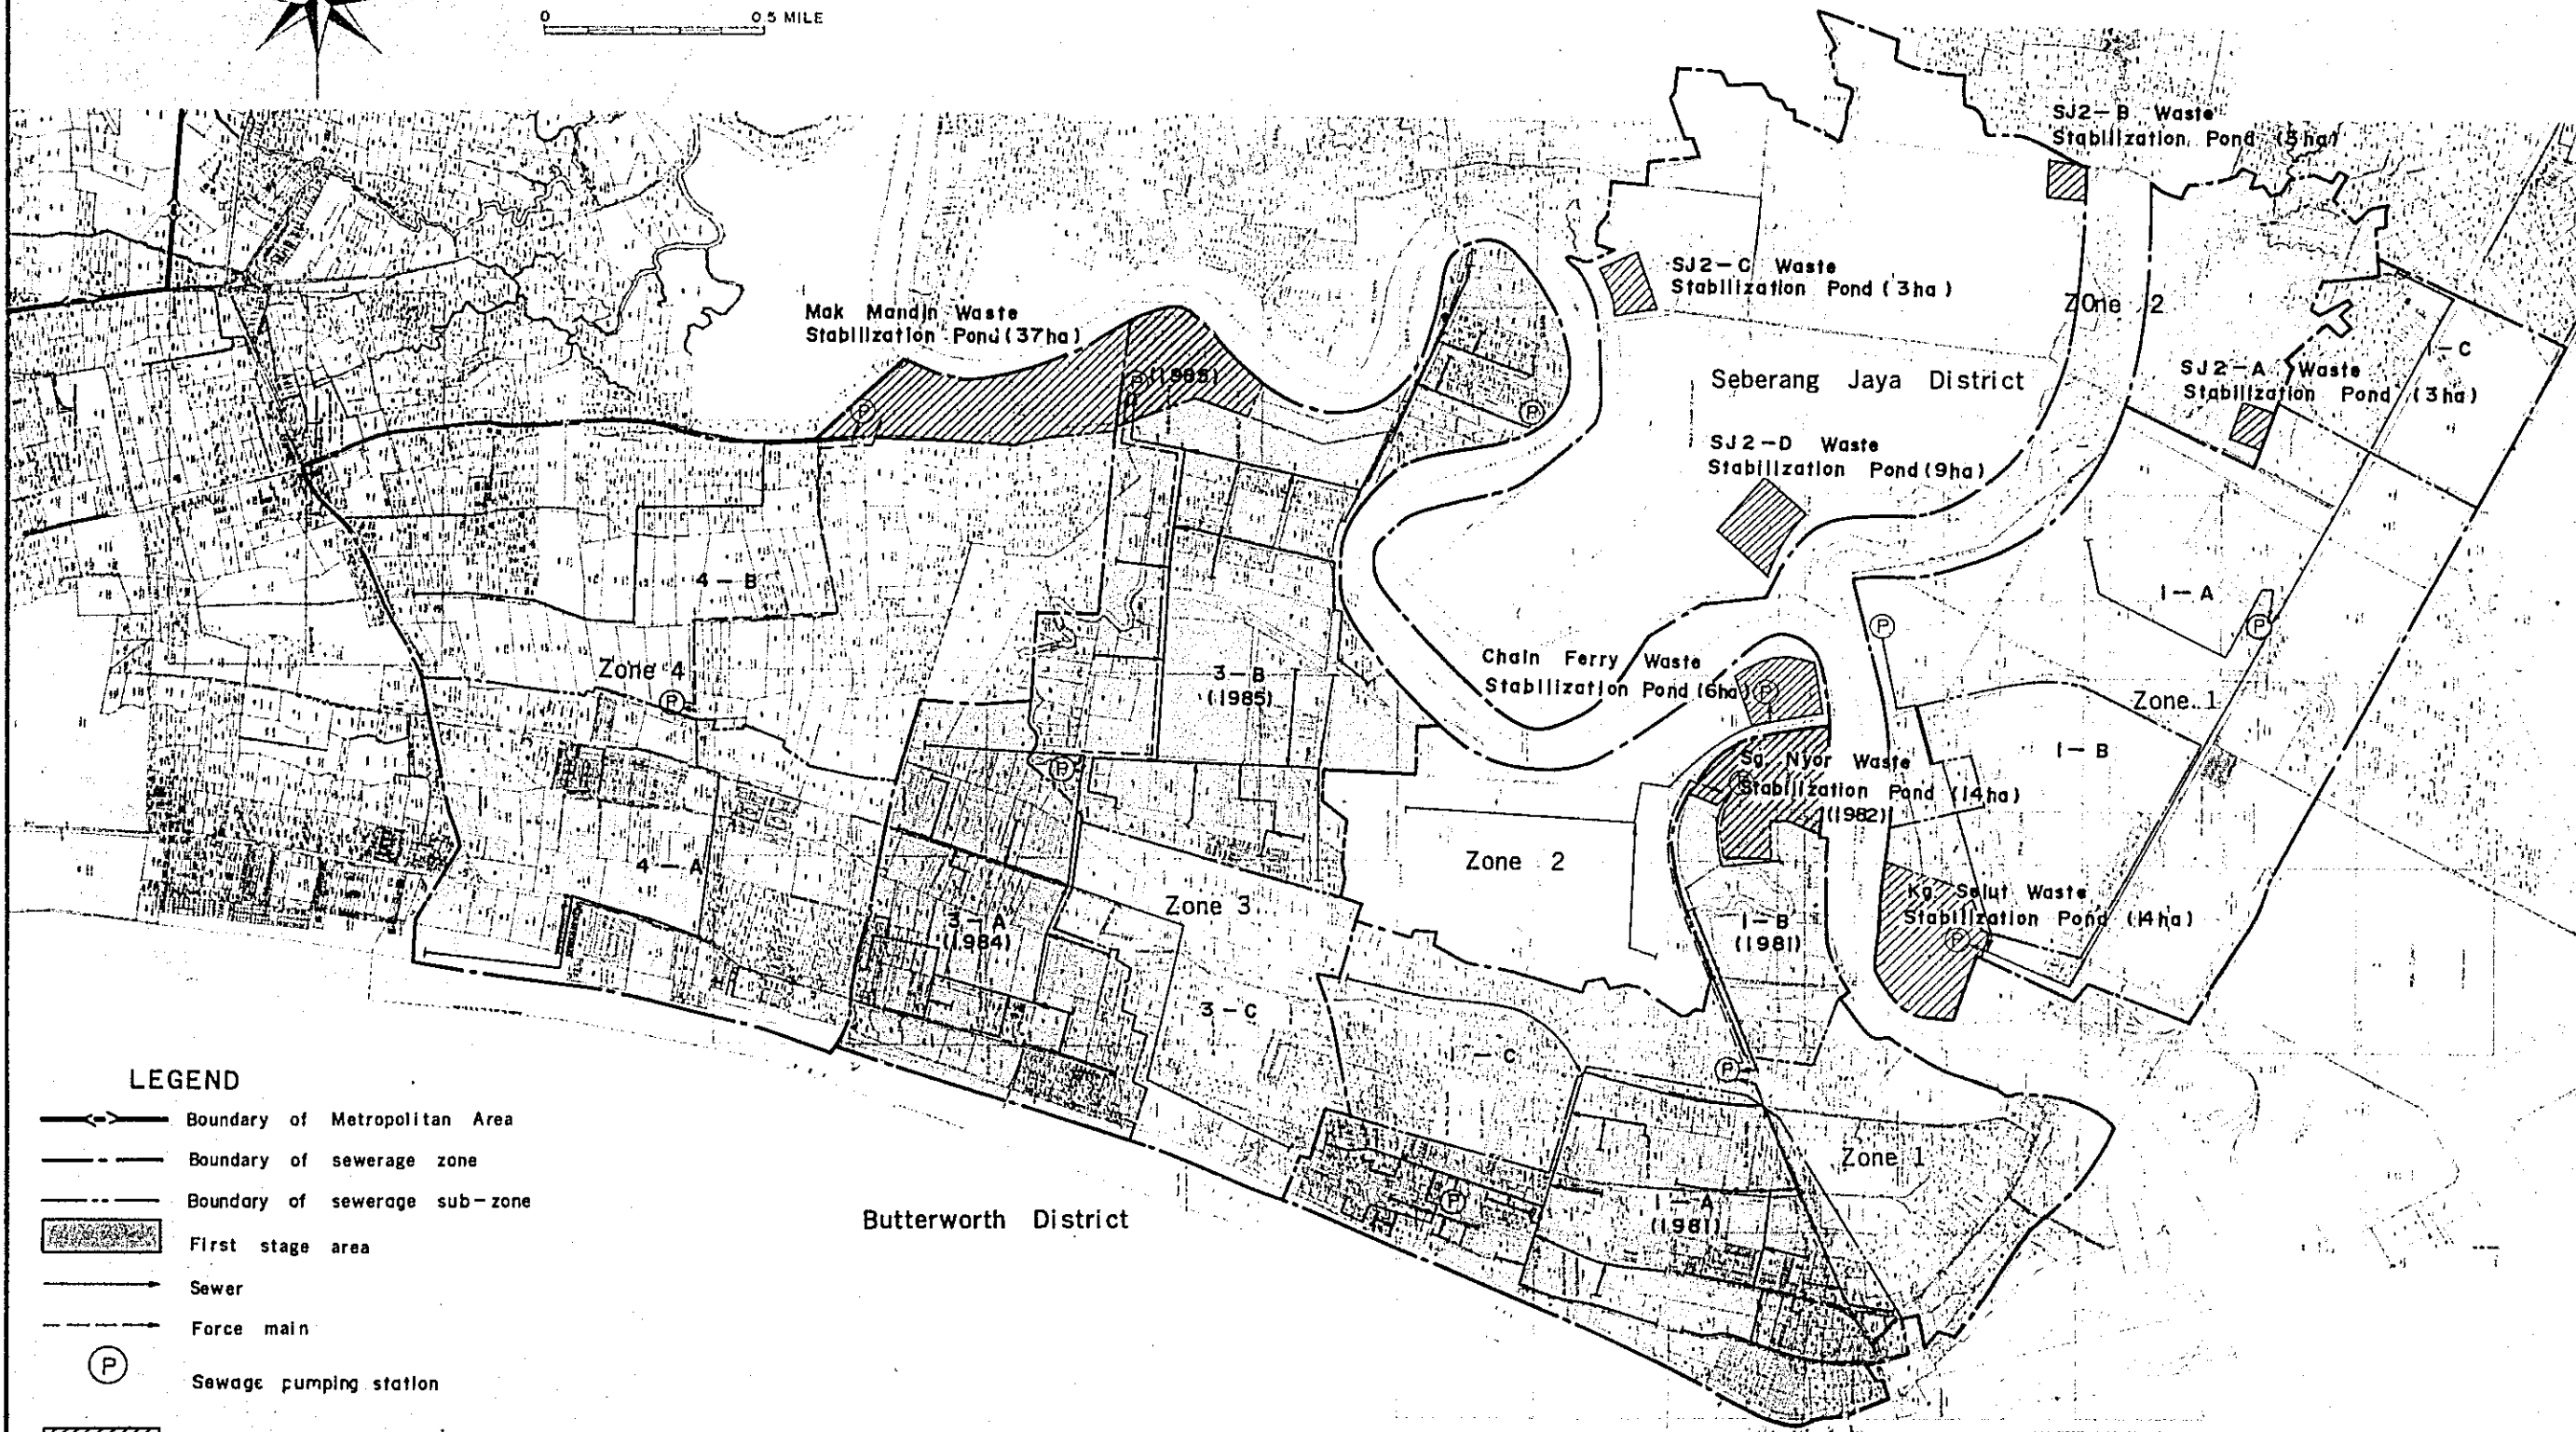 0 0.5 MILE
SJ2-B Waste
Stabilization Pond (3ha)
SJ2-C Waste
Stabilization Pond (3ha)
Zone 2
Mak Mandin Waste
Stabilization Pond (37ha)
(1985)
P
P
P
Seberang Jaya District
1-C
SJ2-A Waste
Stabilization Pond (3ha)
SJ2-D Waste
Stabilization Pond (9ha)
4-B
1-A
P
P
Zone 4
P
3-B
(1985)
Chain Ferry Waste
Stabilization Pond (6ha)
P
Zone 1
1-B
P
Sg. Nyor Waste
Stabilization Pond (14ha)
(1982)
4-A
Zone 2
Zone 3
3-A
(1984)
1-B
(1981)
Kg. Selut Waste
Stabilization Pond (14ha)
P
3-C
1-C
P
Zone 1
P
1-A
(1981)
Butterworth District
LEGEND
Boundary of Metropolitan Area
Boundary of sewerage zone
Boundary of sewerage sub-zone
First stage area
Sewer
Force main
P
Sewage pumping station